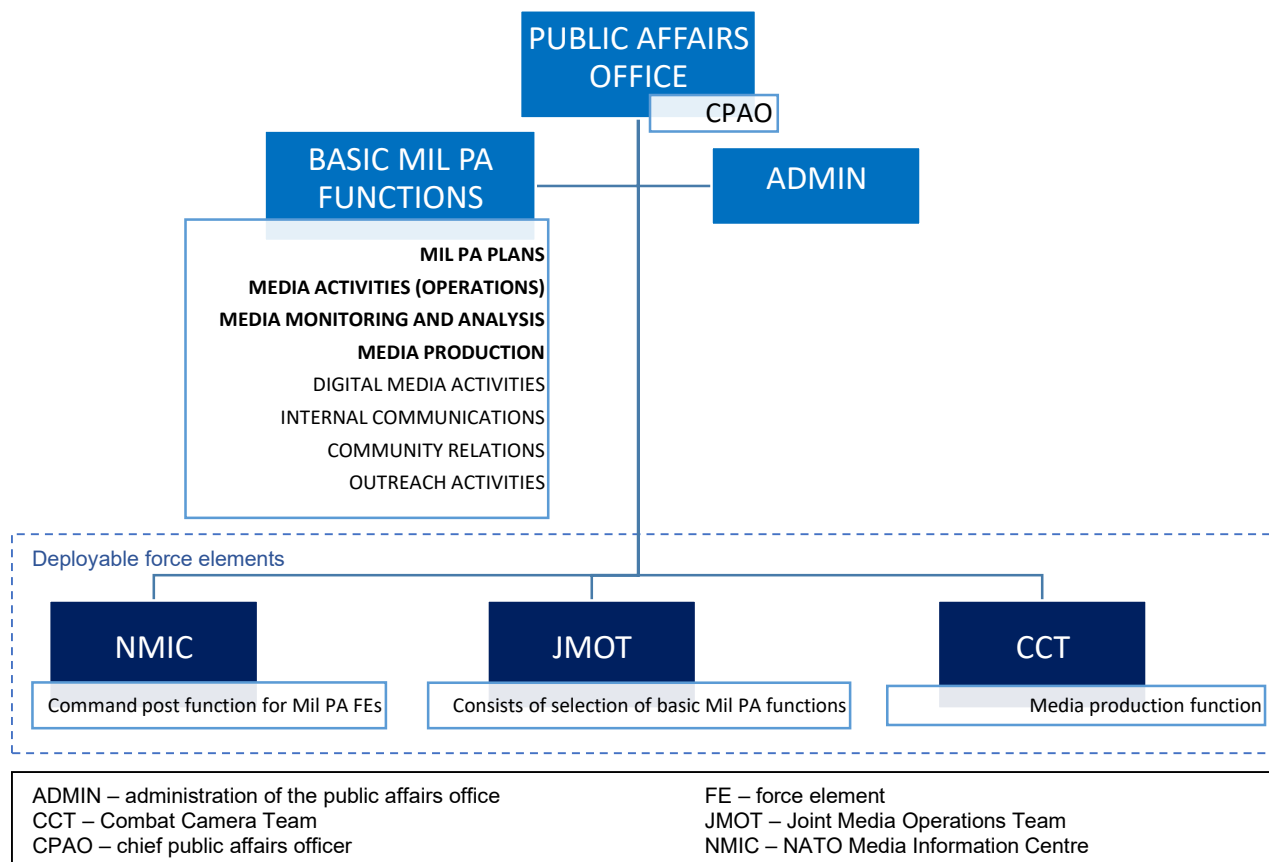 PUBLIC AFFAIRS
OFFICE
CPAO
BASIC MIL PA
FUNCTIONS
ADMIN
MIL PA PLANS
MEDIA ACTIVITIES (OPERATIONS)
MEDIA MONITORING AND ANALYSIS
MEDIA PRODUCTION
DIGITAL MEDIA ACTIVITIES
INTERNAL COMMUNICATIONS
COMMUNITY RELATIONS
OUTREACH ACTIVITIES
Deployable force elements
NMIC
Command post function for Mil PA FEs
JMOT
Consists of selection of basic Mil PA functions
CCT
Media production function
ADMIN – administration of the public affairs office
CCT – Combat Camera Team
CPAO – chief public affairs officer
FE – force element
JMOT – Joint Media Operations Team
NMIC – NATO Media Information Centre